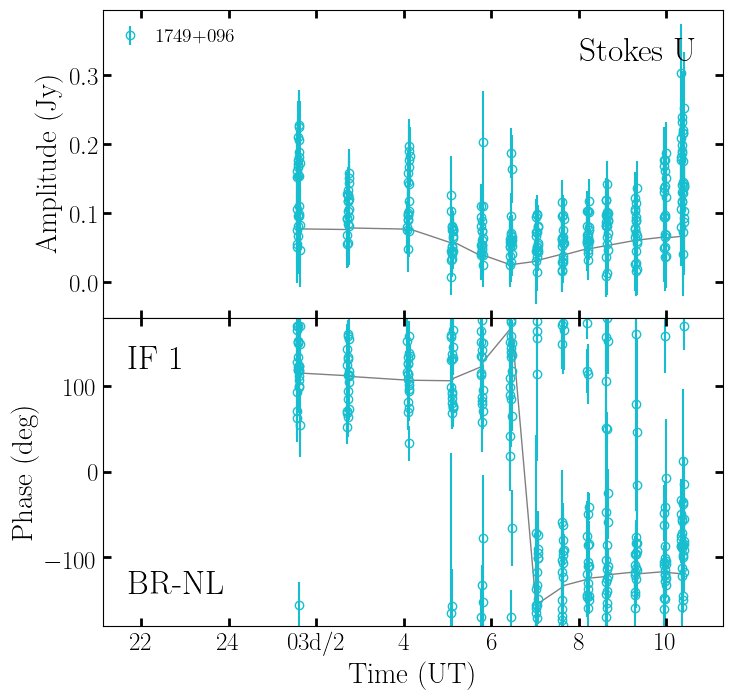 1749+096
Stokes U
0.3
0.2
0.1
0.0
Amplitude (Jy)
IF 1
100
0
−100
Phase (deg)
BR-NL
22 24 03d/2 4 6 8 10
Time (UT)